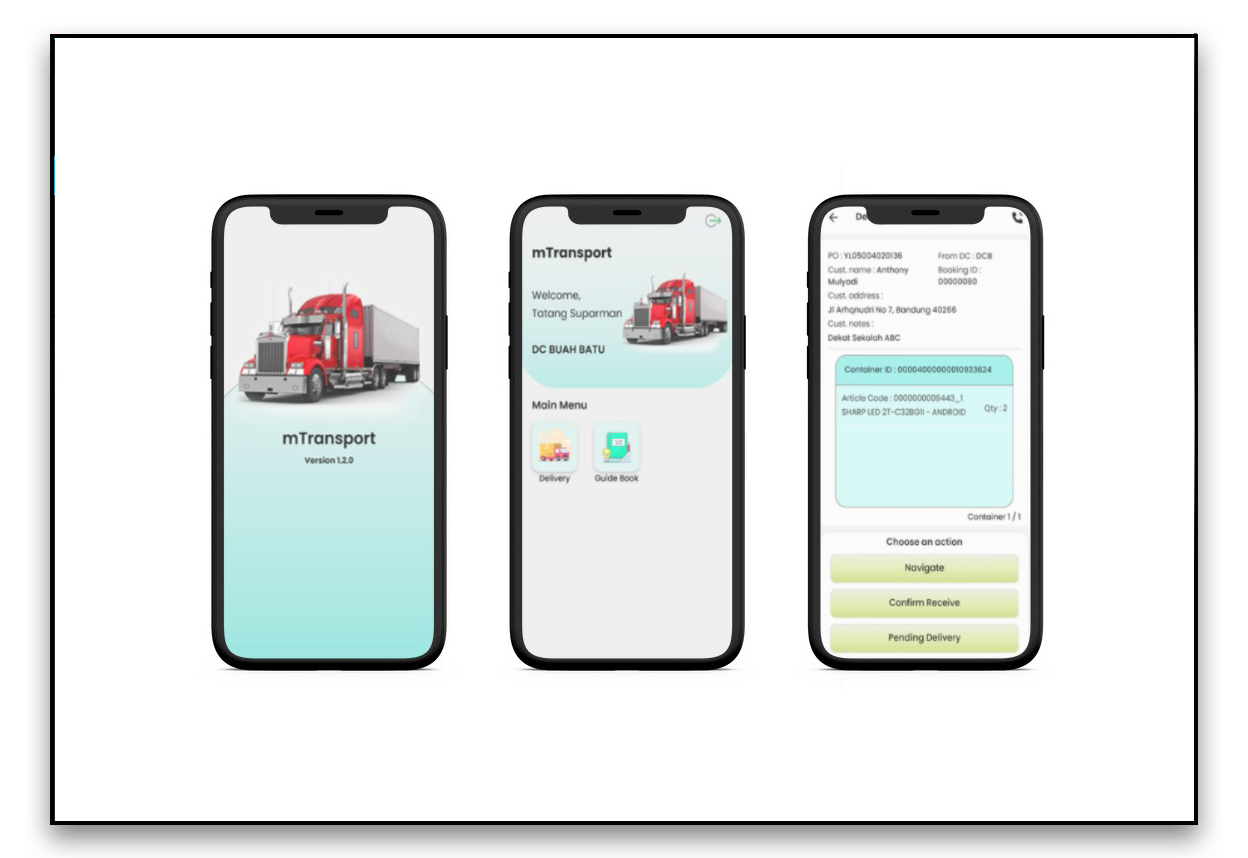 mTransport
Version 1.2.0
mTransport
Welcome,
Tatang Suparman
DC BUAH BATU
Main Menu
Delivery
Guide Book
PO : YL05004020136
From DC : DCB
Cust. name : Anthony
Mulyadi
Booking ID :
00000080
Cust. address :
Jl Arhqnudri No 7, Bandung 40266
Cust. notes :
Dekat Sekolah ABC
Container ID : 00004000000010933624
Article Code : 0000000009443_1
SHARP LED 2T-C32BG1I - ANDROID
Qty : 2
Container 1 / 1
Choose an action
Navigate
Confirm Receive
Pending Delivery